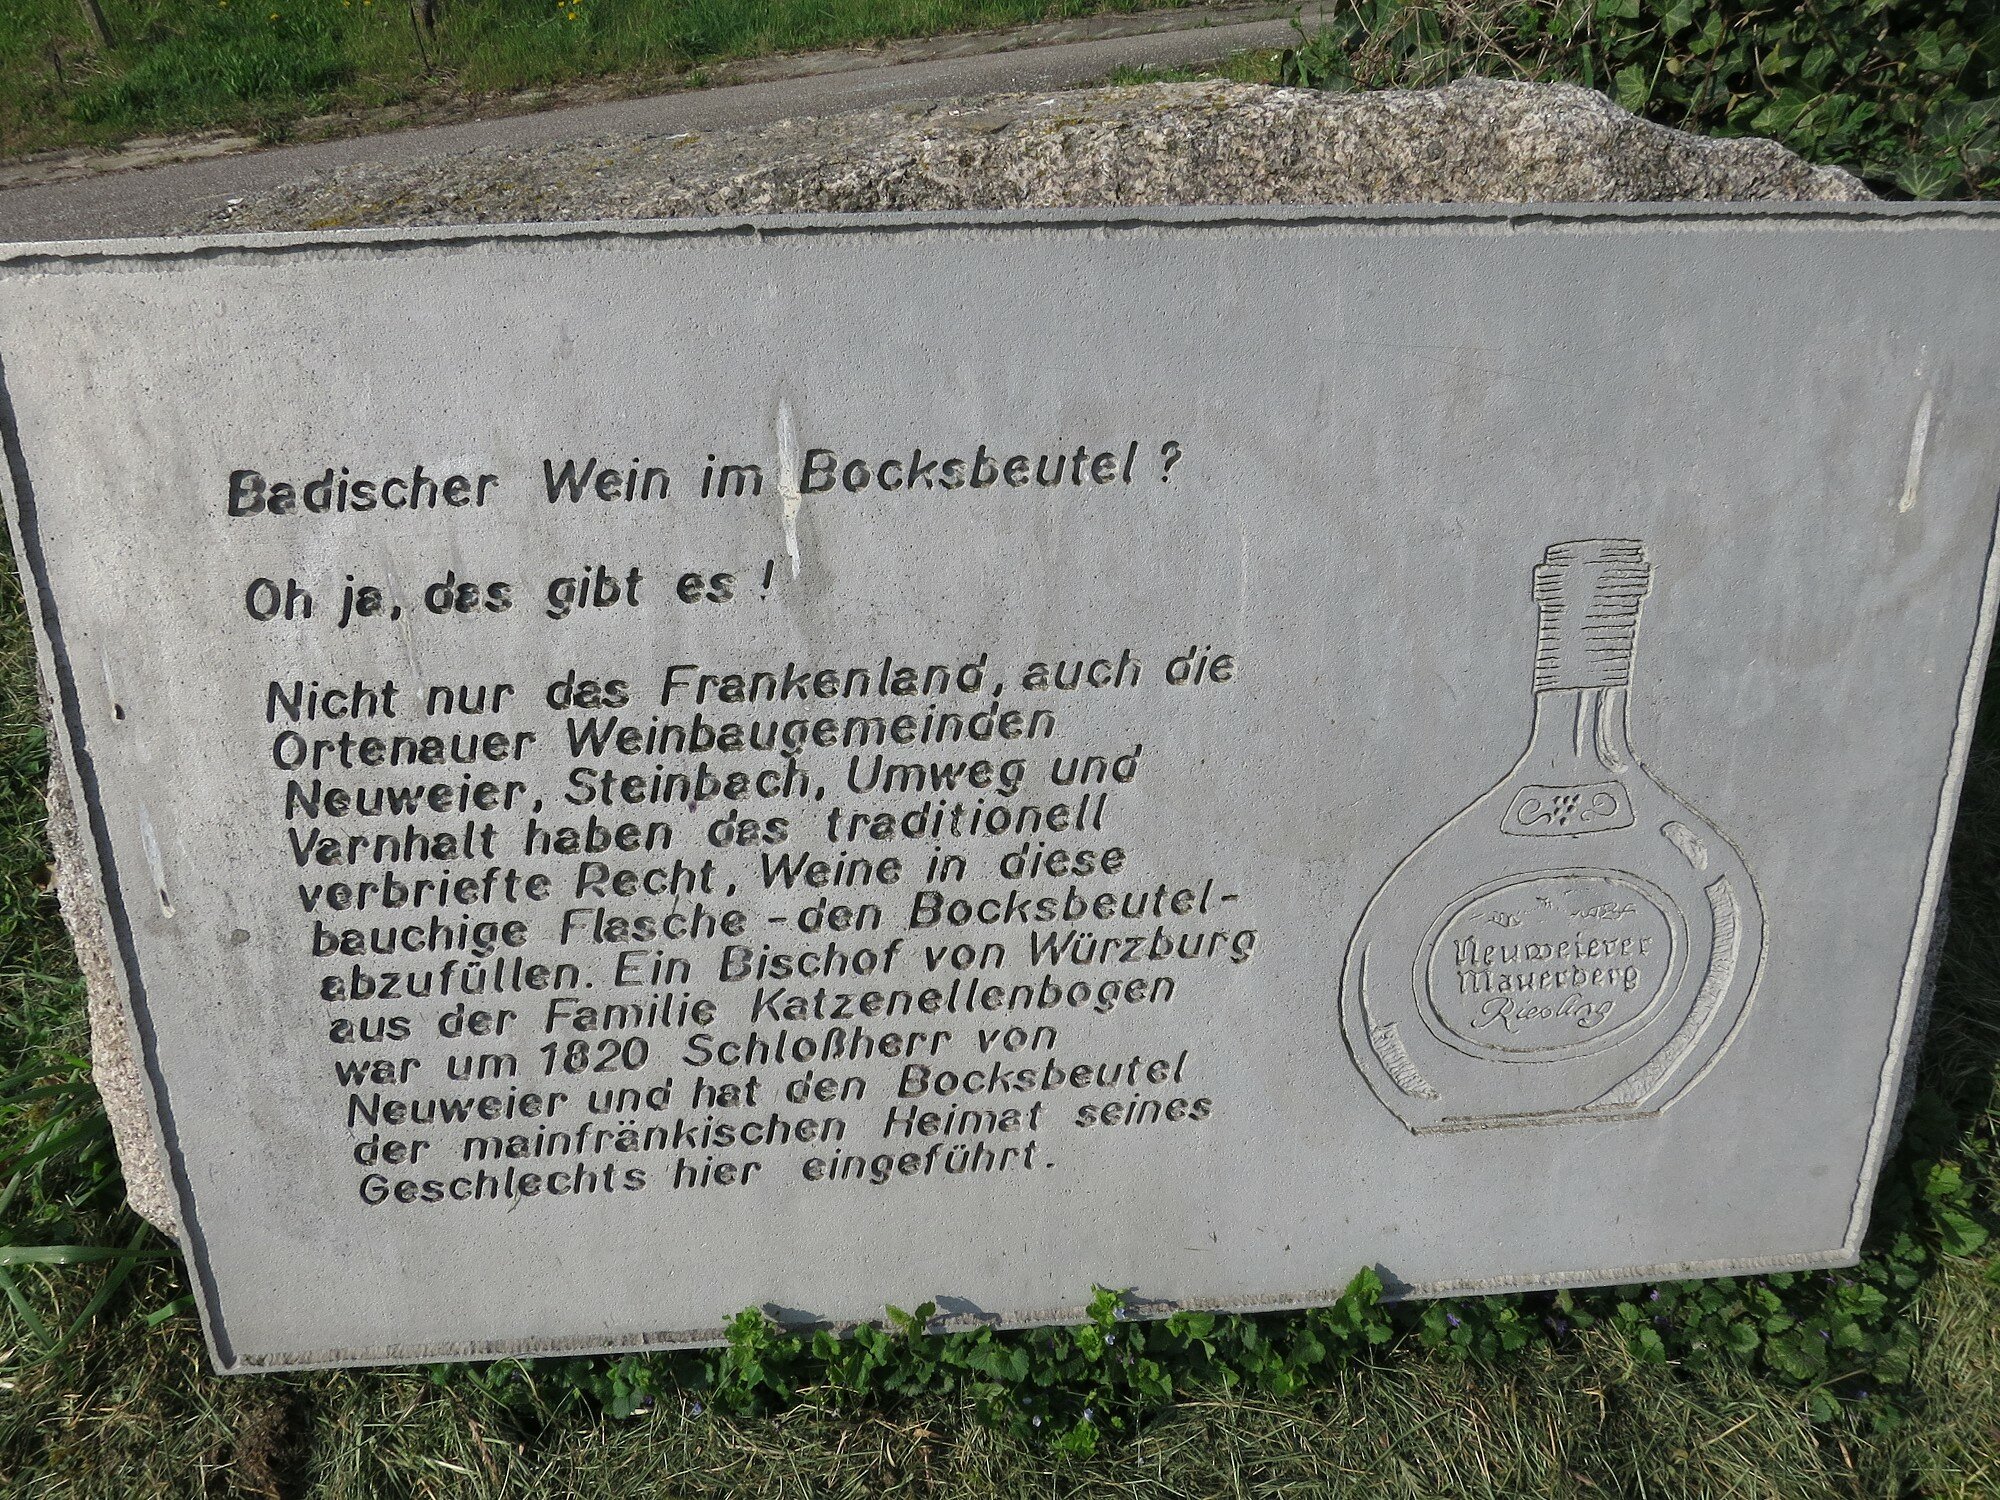 Badischer Wein im Bocksbeutel ?
Oh ja, das gibt es !
Nicht nur das Frankenland, auch die
Ortenauer Weinbaugemeinden
Neuweier, Steinbach, Umweg und
Varnhalt haben das traditionell
verbriefte Recht, Weine in diese
bauchige Flasche - den Bocksbeutel -
abzufüllen. Ein Bischof von Würzburg
aus der Familie Katzenellenbogen
war um 1820 Schloßherr von
Neuweier und hat den Bocksbeutel
der mainfränkischen Heimat seines
Geschlechts hier eingeführt.
Neuweierer
Mauerberg
Riesling